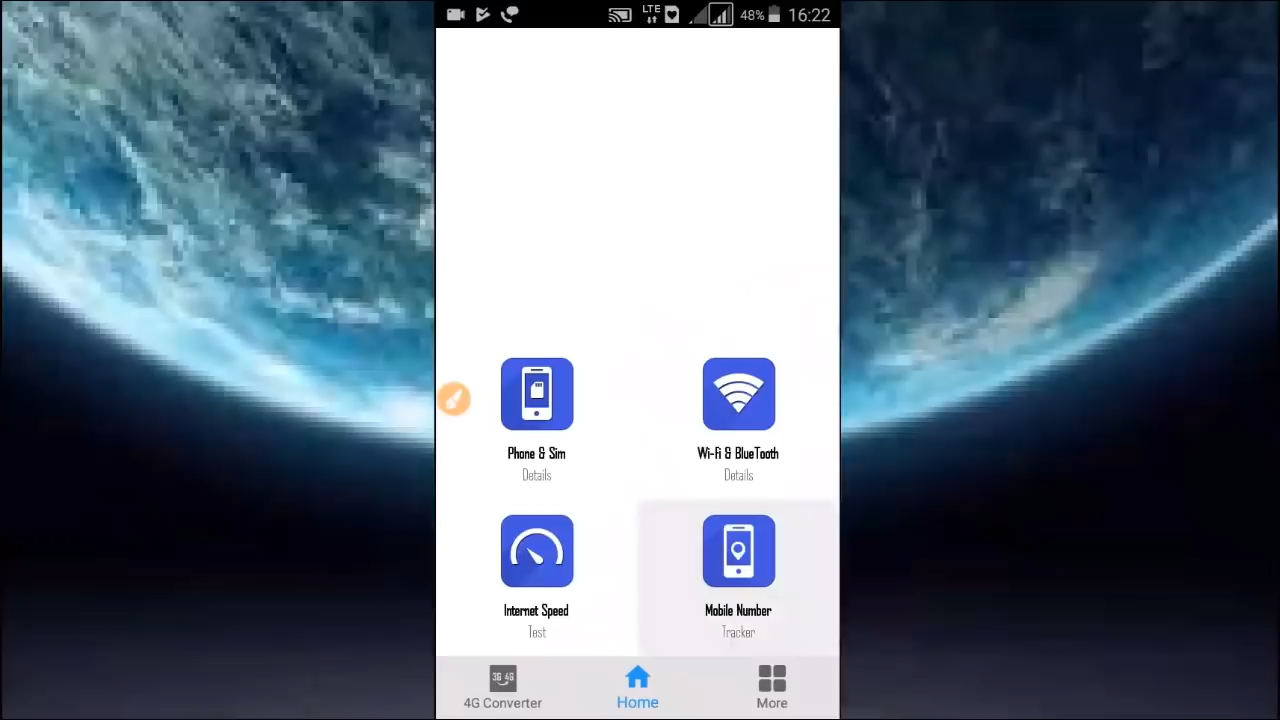 LTE 48% 16:22
Phone & Sim
Details
Wi-Fi & BlueTooth
Details
Internet Speed
Test
Mobile Number
Tracker
3G 4G
4G Converter
Home
More